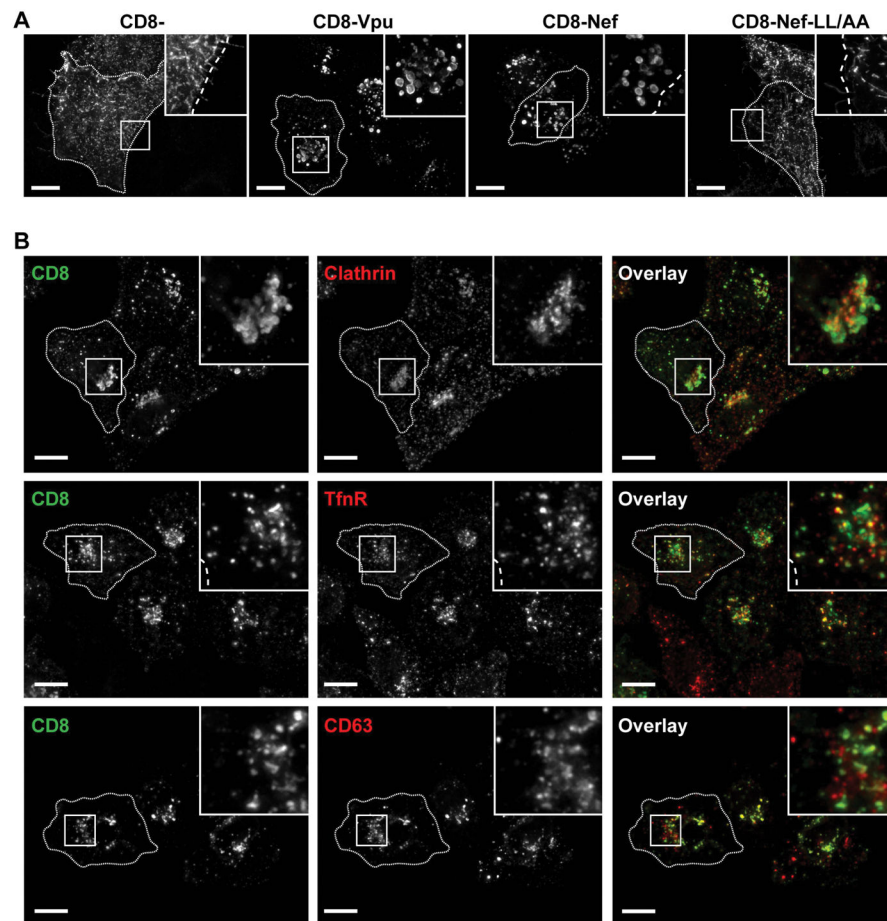 A
CD8- CD8-Vpu CD8-Nef CD8-Nef-LL/AA
B
CD8 Clathrin Overlay
CD8 TfnR Overlay
CD8 CD63 Overlay